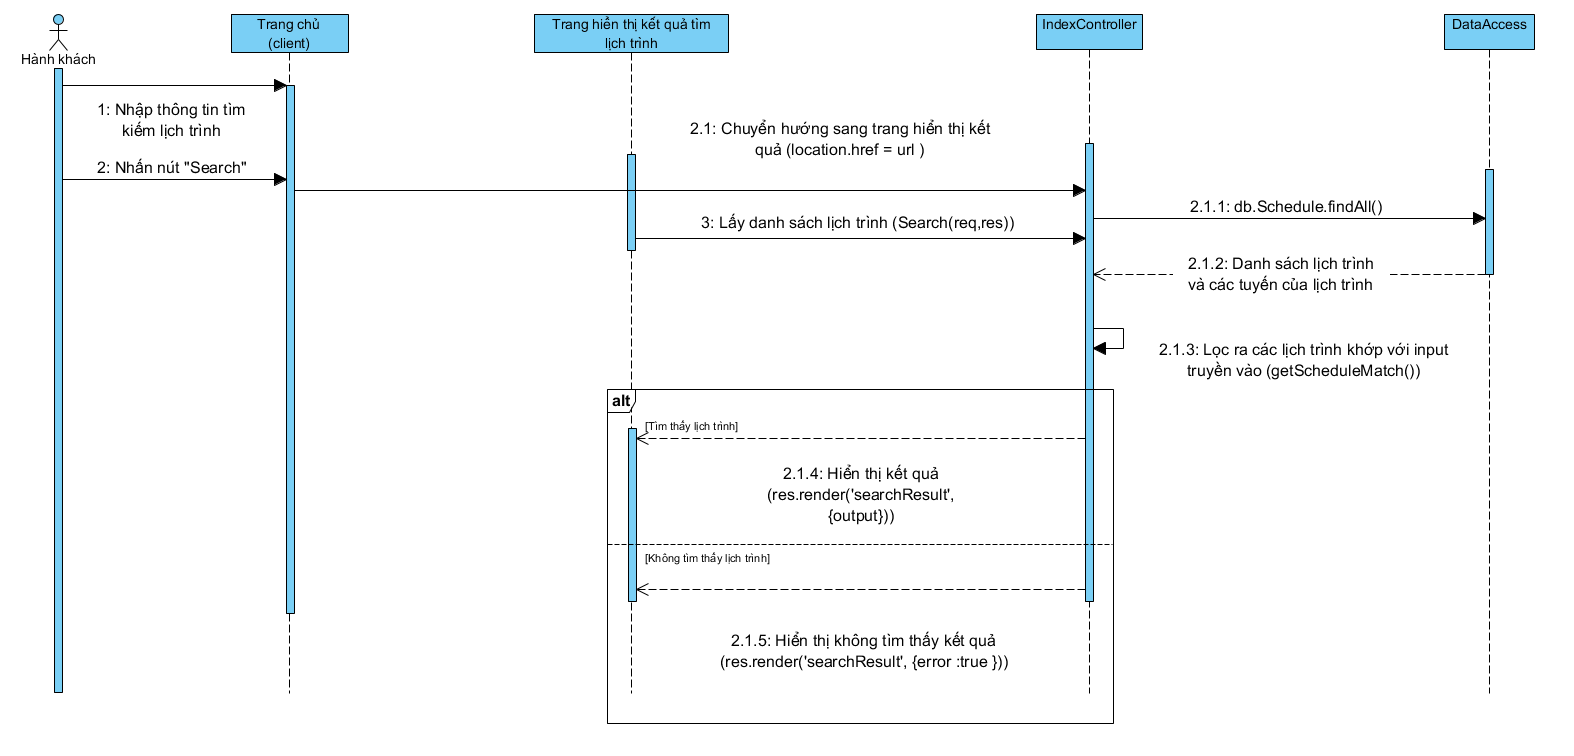 Hành khách
Trang chủ
(client)
Trang hiển thị kết quả tìm
lịch trình
IndexController
DataAccess
1: Nhập thông tin tìm
kiếm lịch trình
2: Nhấn nút "Search"
2.1: Chuyển hướng sang trang hiển thị kết
quả (location.href = url )
2.1.1: db.Schedule.findAll()
3: Lấy danh sách lịch trình (Search(req,res))
2.1.2: Danh sách lịch trình
và các tuyến của lịch trình
2.1.3: Lọc ra các lịch trình khớp với input
truyền vào (getScheduleMatch())
alt
[Tìm thấy lịch trình]
2.1.4: Hiển thị kết quả
(res.render('searchResult',
{output}))
[Không tìm thấy lịch trình]
2.1.5: Hiển thị không tìm thấy kết quả
(res.render('searchResult', {error :true }))